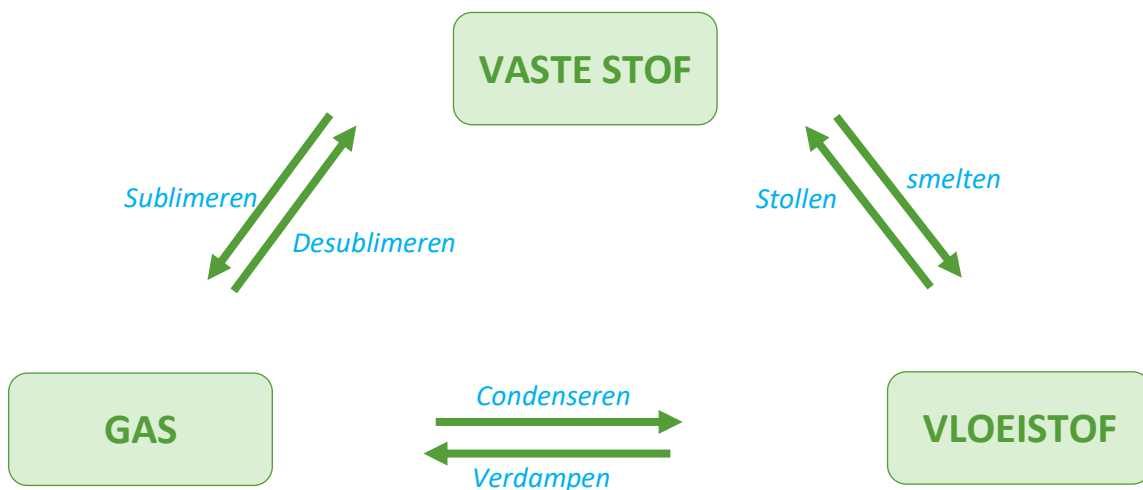 VASTE STOF
Sublimeren
Desublimeren
Stollen
smelten
Condenseren
GAS
VLOEISTOF
Verdampen